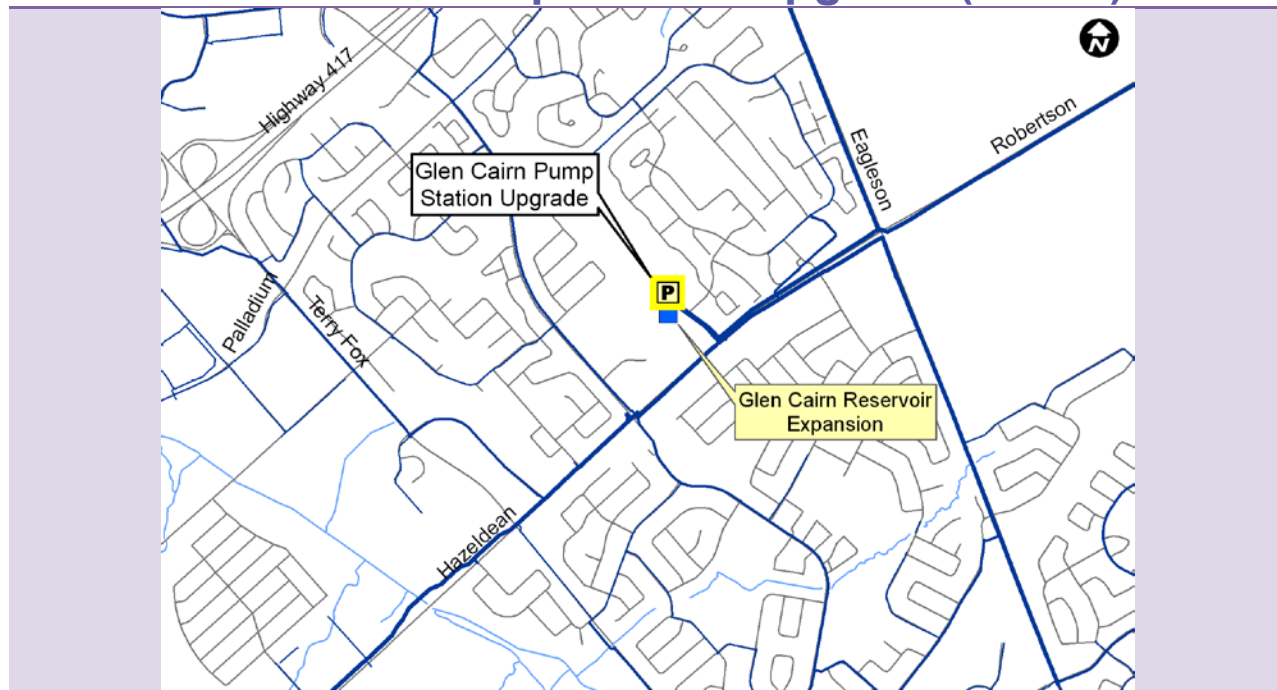 Highway 417
N
Robertson
Eagleson
Glen Cairn Pump
Station Upgrade
Palladium
Terry Fox
P
Glen Cairn Reservoir
Expansion
Hazeldean